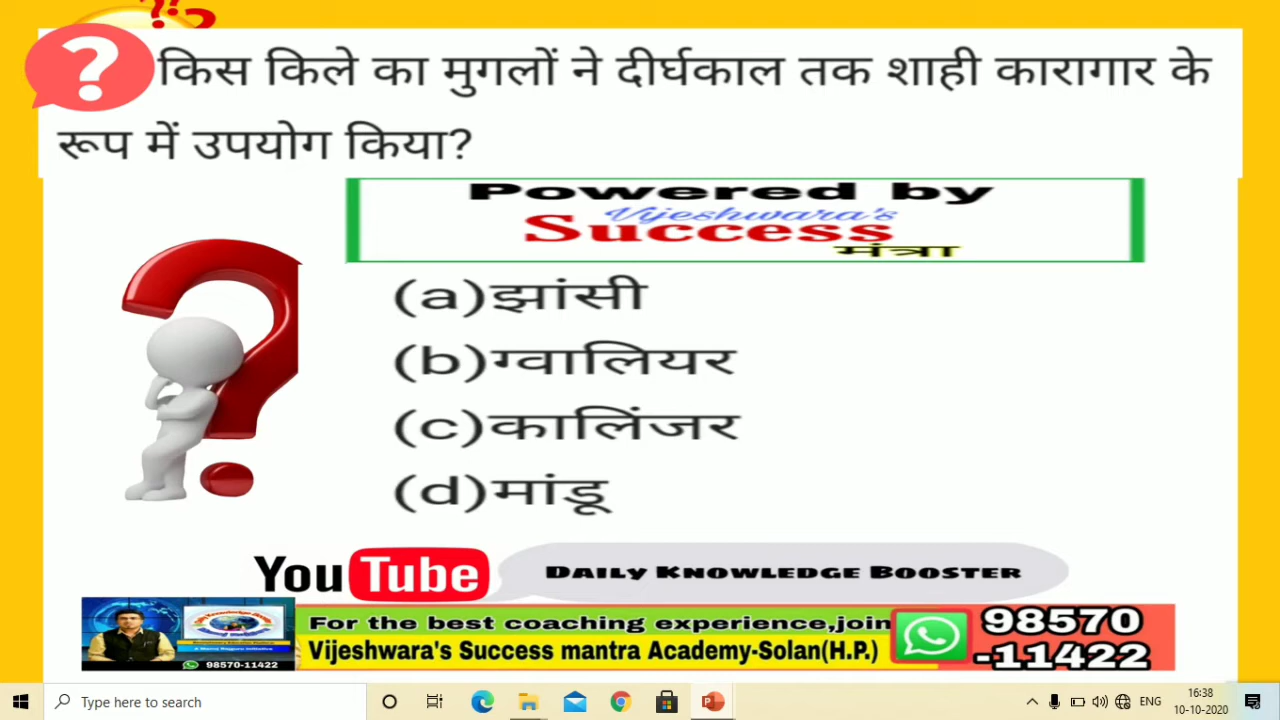 किस किले का मुगलों ने दीर्घकाल तक शाही कारागार के
रूप में उपयोग किया?
Powered by
Vijeshwara's
Success
मंत्रा
(a)झांसी
(b)ग्वालियर
(c)कालिंजर
(d)मांडू
YouTube
DAILY KNOWLEDGE BOOSTER
For the best coaching experience,join
Vijeshwara's Success mantra Academy-Solan(H.P.)
98570
-11422
98570-11422
Type here to search
ENG
16:38
10-10-2020